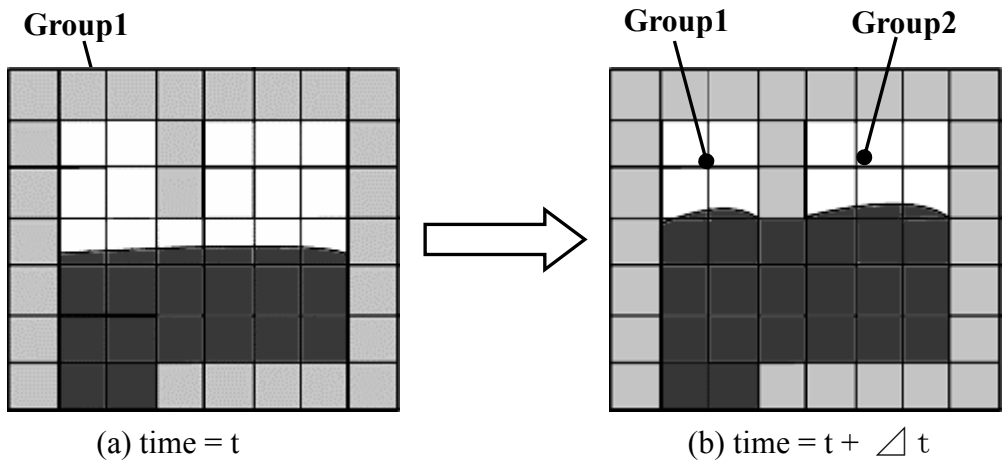 Group1
Group1
Group2
(a) time = t
(b) time = t + ⊿ t